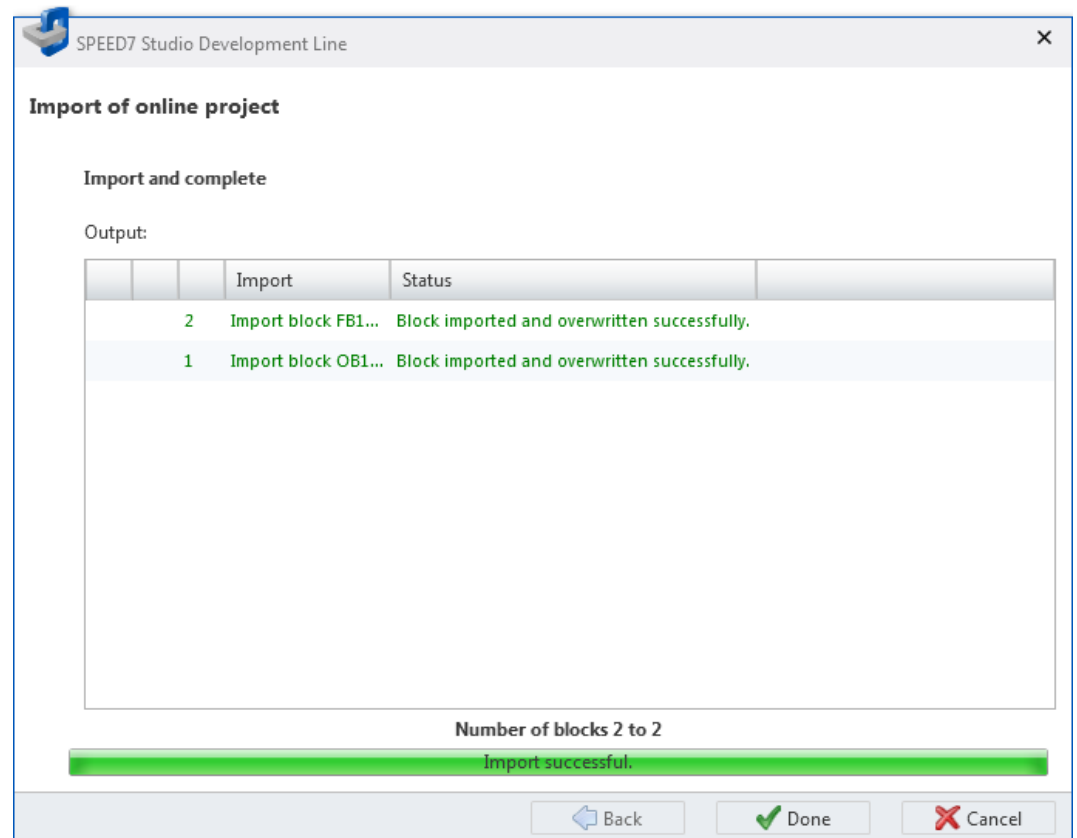 SPEED7 Studio Development Line
Import of online project
Import and complete
Output:
Import Status
2 Import block FB1... Block imported and overwritten successfully.
1 Import block OB1... Block imported and overwritten successfully.
Number of blocks 2 to 2
Import successful.
Back Done Cancel